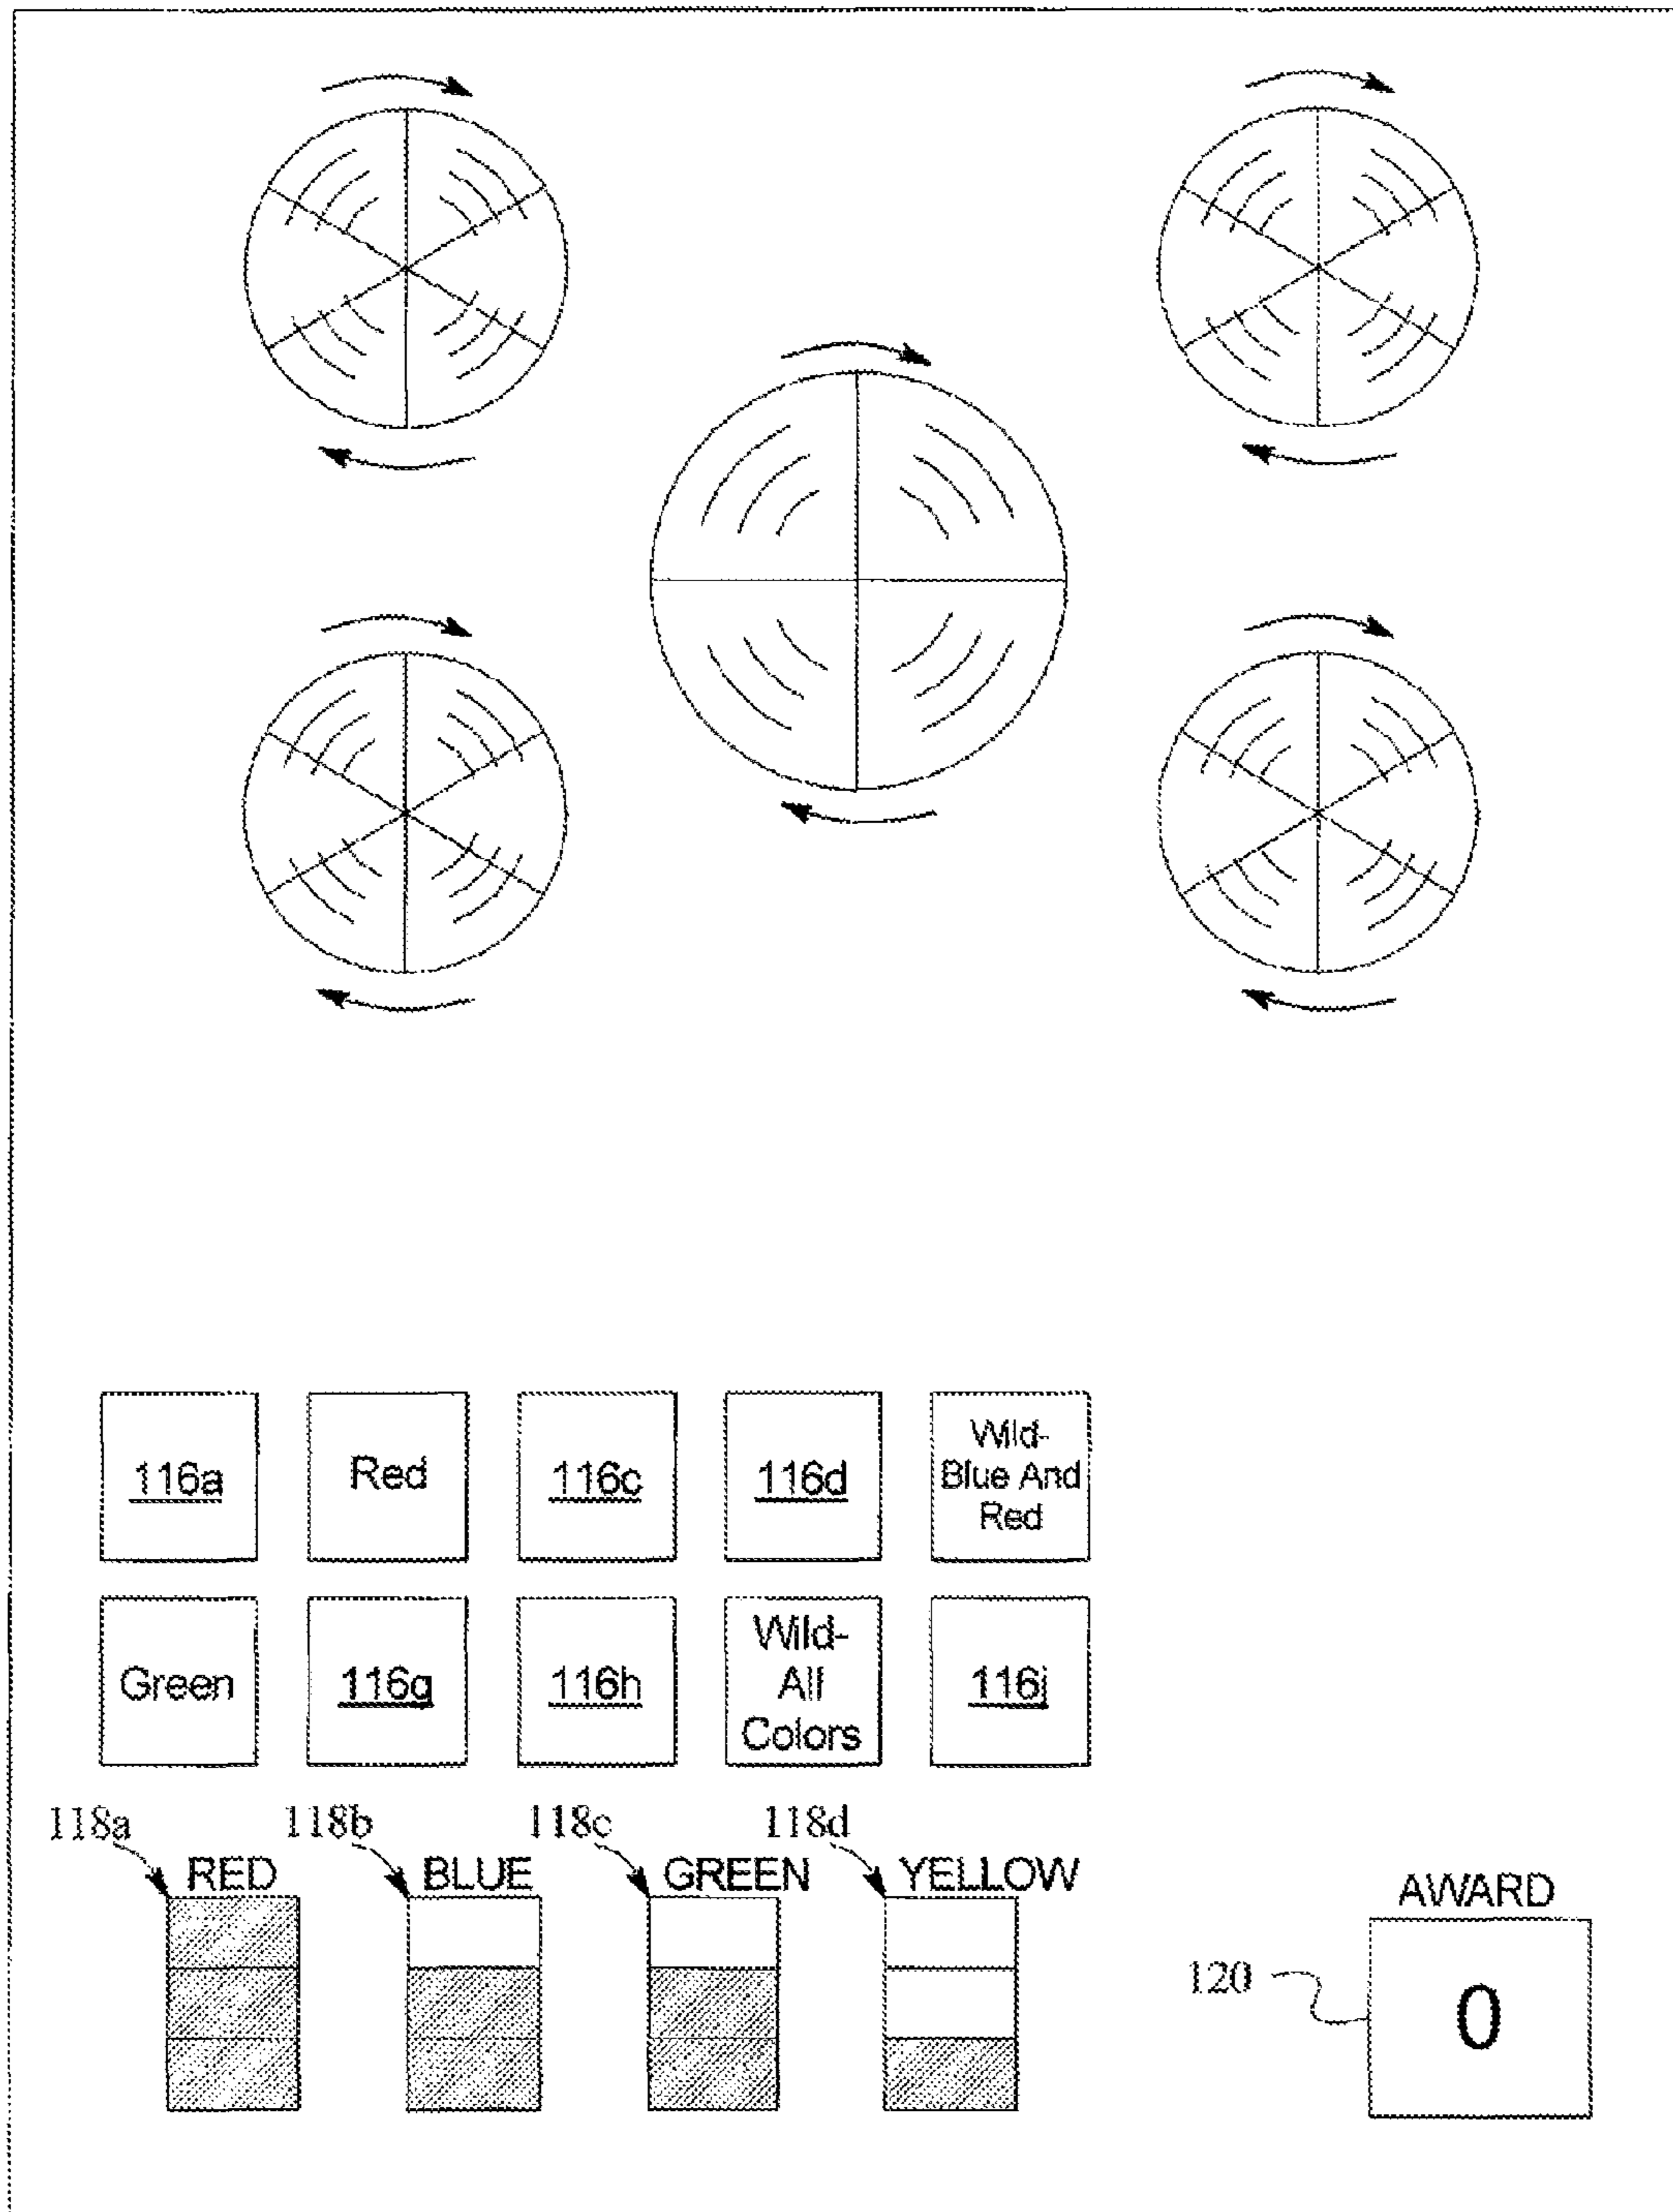 116a
Red
116c
116d
Wild-
Blue And
Red
Green
116g
116h
Wild-
All
Colors
116j
118a
118b
118c
118d
RED
BLUE
GREEN
YELLOW
AWARD
120
0